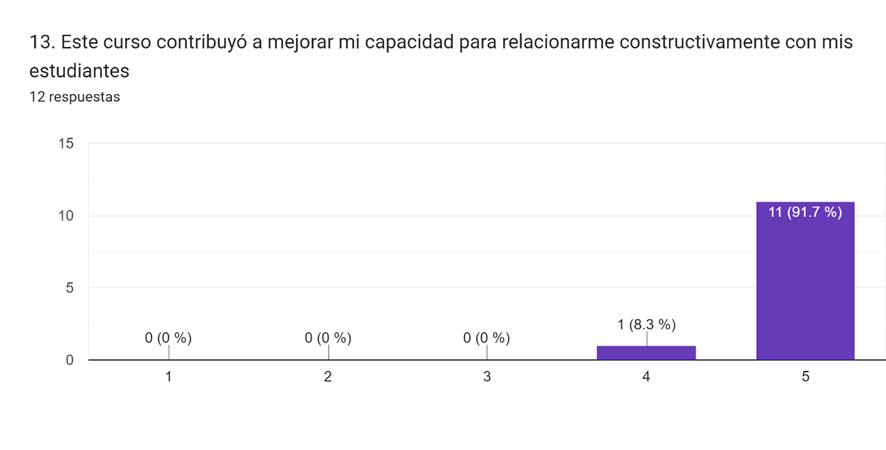 13. Este curso contribuyó a mejorar mi capacidad para relacionarme constructivamente con mis
estudiantes
12 respuestas
15
10
5
0
0 (0 %)
0 (0 %)
0 (0 %)
1 (8.3 %)
11 (91.7 %)
1
2
3
4
5